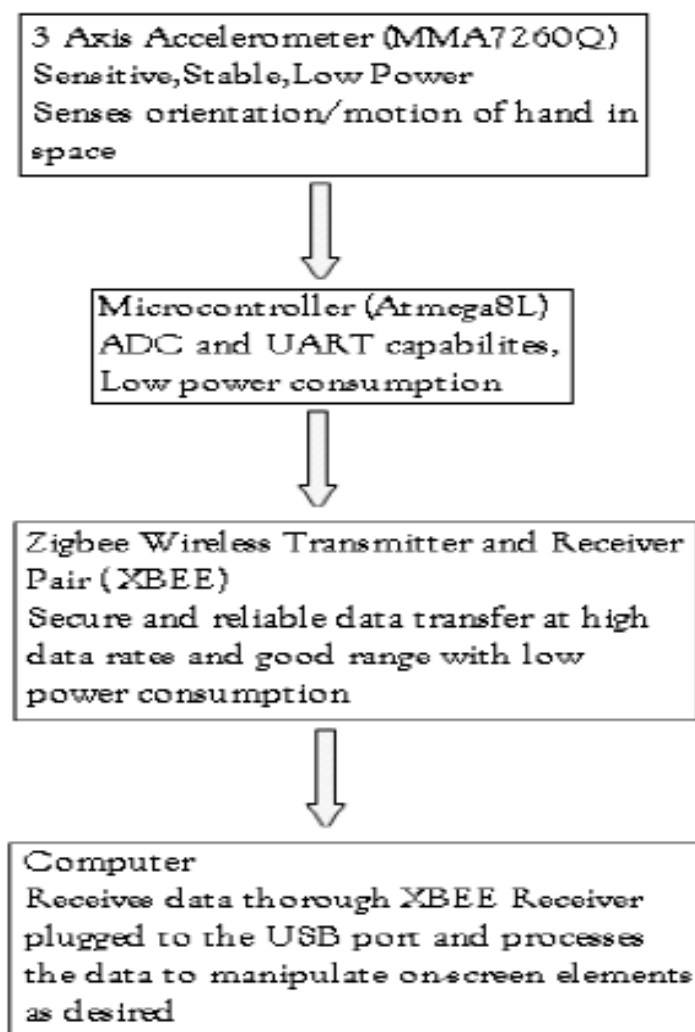 3 Axis Accelerometer (MMA7260Q)
Sensitive,Stable,Low Power
Senses orientation/motion of hand in
space
Microcontroller (Atmega8L)
ADC and UART capabilites,
Low power consumption
Zigbee Wireless Transmitter and Receiver
Pair ( XBEE)
Secure and reliable data transfer at high
data rates and good range with low
power consumption
Computer
Receives data thorough XBEE Receiver
plugged to the USB port and processes
the data to manipulate on-screen elements
as desired